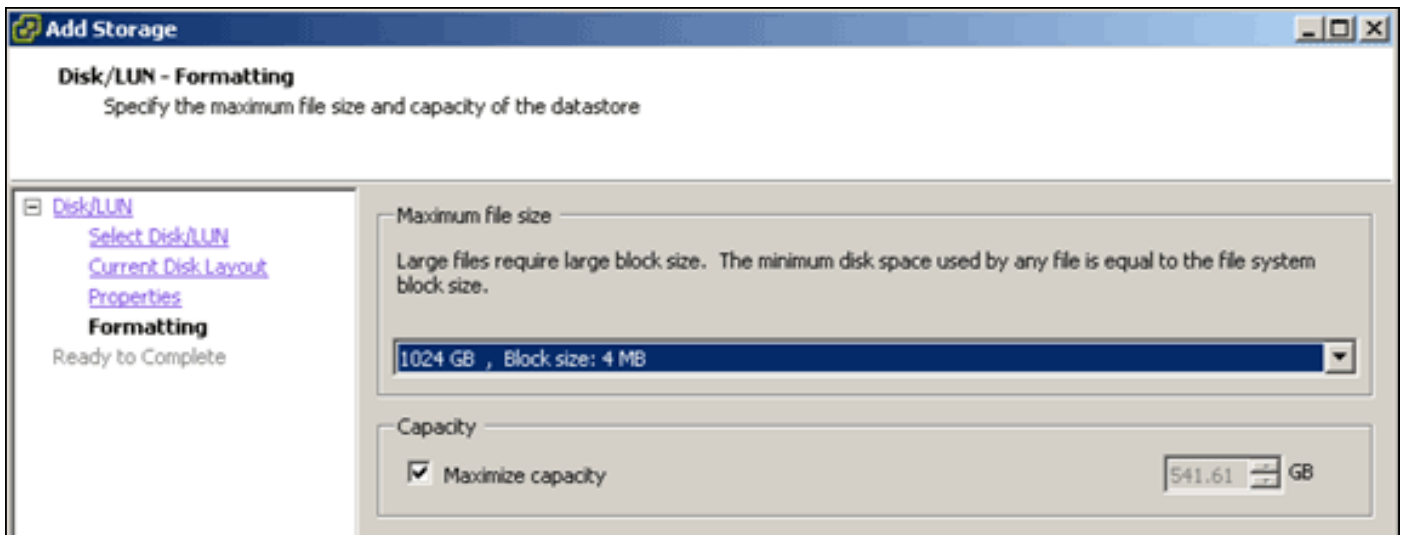 Add Storage
Disk/LUN - Formatting
Specify the maximum file size and capacity of the datastore
Disk/LUN
Select Disk/LUN
Current Disk Layout
Properties
Formatting
Ready to Complete
Maximum file size
Large files require large block size. The minimum disk space used by any file is equal to the file system
block size.
1024 GB , Block size: 4 MB
Capacity
Maximize capacity
541.61 GB